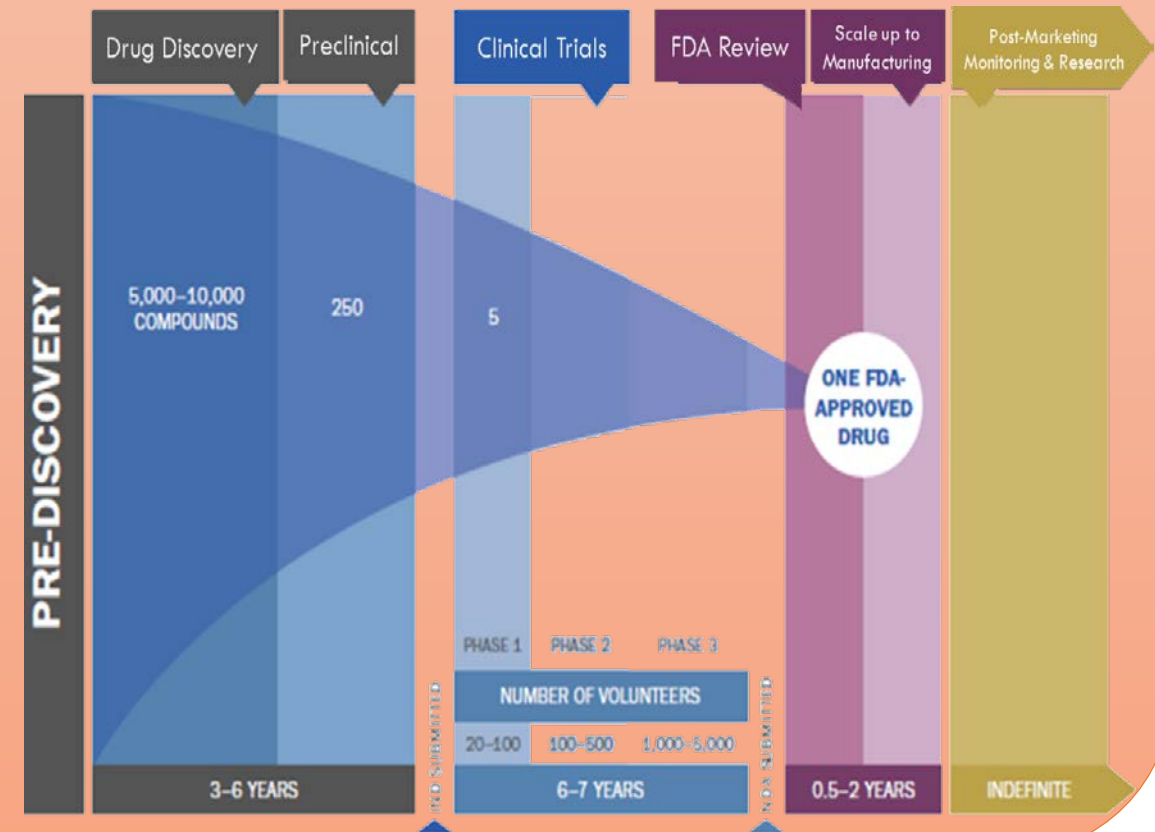 Drug Discovery
Preclinical
Clinical Trials
FDA Review
Scale up to
Manufacturing
Post-Marketing
Monitoring & Research
PRE-DISCOVERY
5,000–10,000
COMPOUNDS
250
5
ONE FDA-
APPROVED
DRUG
PHASE 1
PHASE 2
PHASE 3
NUMBER OF VOLUNTEERS
20–100
100–500
1,000–5,000
IND SUBMITTED
NDA SUBMITTED
3–6 YEARS
6–7 YEARS
0.5–2 YEARS
INDEFINITE